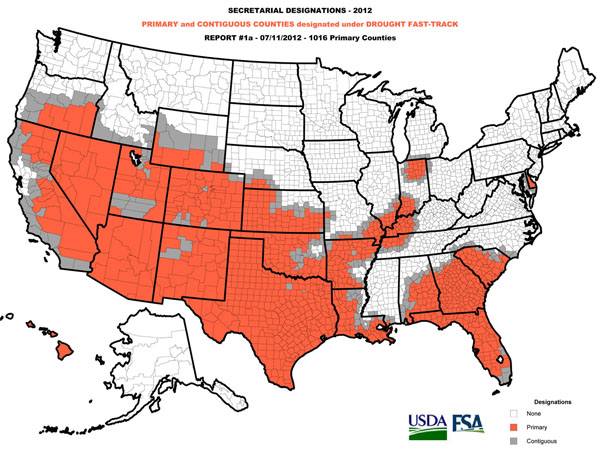 SECRETARIAL DESIGNATIONS - 2012
PRIMARY and CONTIGUOUS COUNTIES designated under DROUGHT FAST-TRACK
REPORT #1a - 07/11/2012 - 1016 Primary Counties
USDA FSA
Designations
None
Primary
Contiguous